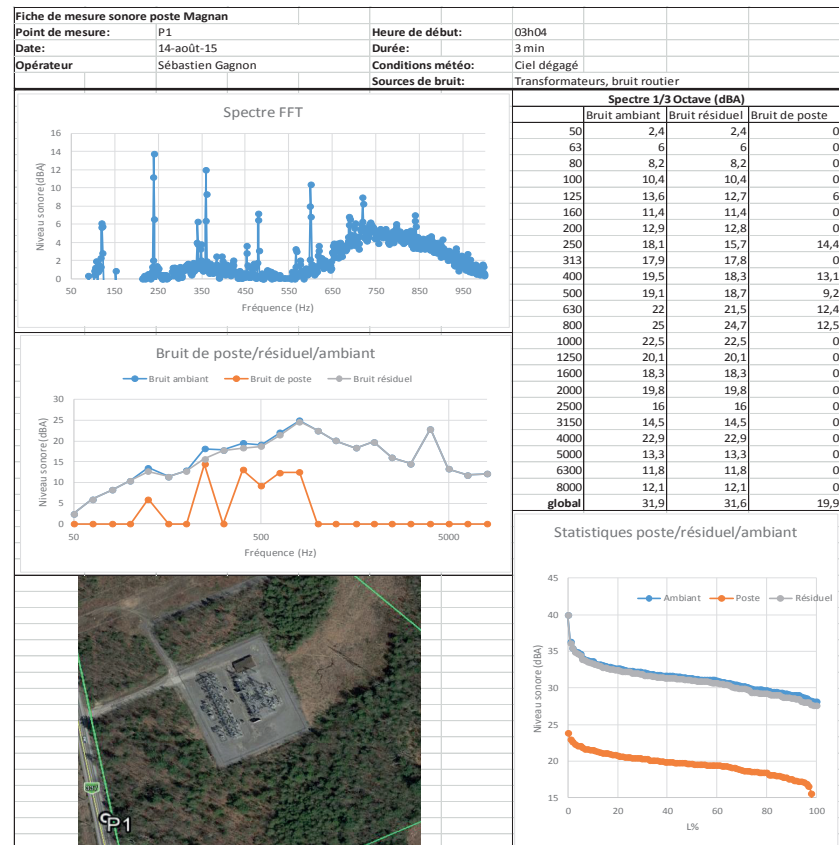 Fiche de mesure sonore poste Magnan
Point de mesure: P1 Heure de début: 03h04
Date: 14-août-15 Durée: 3 min
Opérateur Sébastien Gagnon Conditions météo: Ciel dégagé
Sources de bruit: Transformateurs, bruit routier
Spectre FFT
Niveau sonore(dBA)
16
14
12
10
8
6
4
2
0
50 150 250 350 450 550 650 750 850 950
Fréquence (Hz)
Spectre 1/3 Octave (dBA)
Bruit ambiant Bruit résiduel Bruit de poste
50 2,4 2,4 0
63 6 6 0
80 8,2 8,2 0
100 10,4 10,4 0
125 13,6 12,7 6
160 11,4 11,4 0
200 12,9 12,8 0
250 18,1 15,7 14,4
313 17,9 17,8 0
400 19,5 18,3 13,1
500 19,1 18,7 9,2
630 22 21,5 12,4
800 25 24,7 12,5
1000 22,5 22,5 0
1250 20,1 20,1 0
1600 18,3 18,3 0
2000 19,8 19,8 0
2500 16 16 0
3150 14,5 14,5 0
4000 22,9 22,9 0
5000 13,3 13,3 0
6300 11,8 11,8 0
8000 12,1 12,1 0
global 31,9 31,6 19,9
Bruit de poste/résiduel/ambiant
Bruit ambiant Bruit de poste Bruit résiduel
Niveau sonore (dBA)
30
25
20
15
10
5
0
50 500 5000
Fréquence (Hz)
Statistiques poste/résiduel/ambiant
Ambiant Poste Résiduel
Niveau sonore (dBA)
45
40
35
30
25
20
15
0 20 40 60 80 100
L%
P1